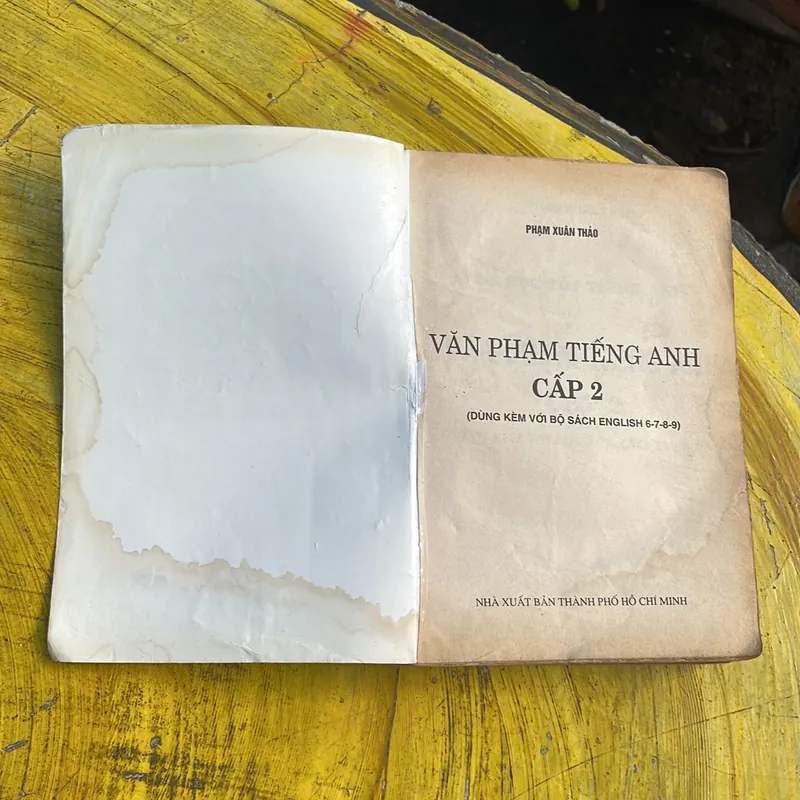 PHẠM XUÂN THẢO
VĂN PHẠM TIẾNG ANH
CẤP 2
(DÙNG KÈM VỚI BỘ SÁCH ENGLISH 6-7-8-9)
NHÀ XUẤT BẢN THÀNH PHỐ HỒ CHÍ MINH